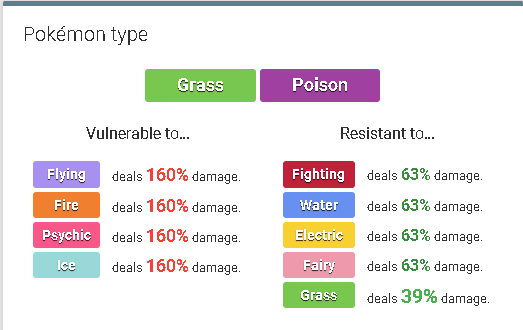 Pokémon type
Grass Poison
Vulnerable to...
Flying deals 160% damage.
Fire deals 160% damage.
Psychic deals 160% damage.
Ice deals 160% damage.
Resistant to...
Fighting deals 63% damage.
Water deals 63% damage.
Electric deals 63% damage.
Fairy deals 63% damage.
Grass deals 39% damage.